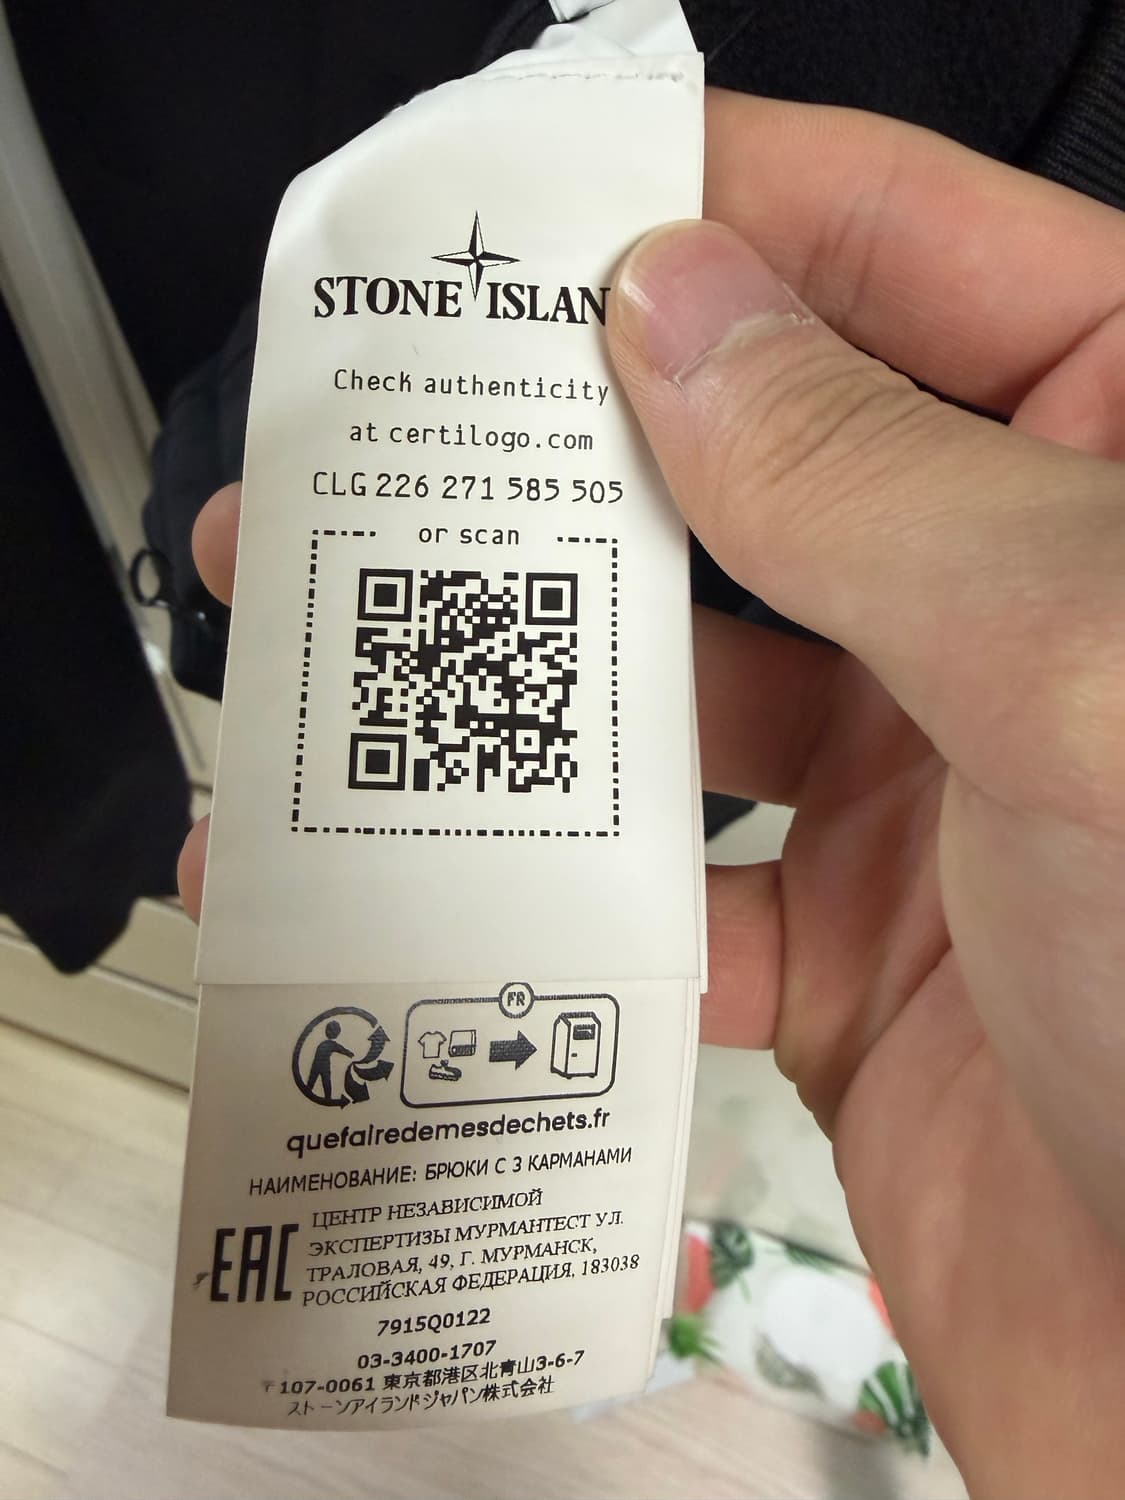 STONE ISLAN
Check authenticity
at certilogo.com
CLG 226 271 585 505
or scan
FR
quefairedemesdechets.fr
НАИМЕНОВАНИЕ: БРЮКИ С 3 КАРМАНАМИ
EAC
ЦЕНТР НЕЗАВИСИМОЙ
ЭКСПЕРТИЗЫ МУРМАНТЕСТ УЛ.
ТРАЛОВАЯ, 49, Г. МУРМАНСК,
РОССИЙСКАЯ ФЕДЕРАЦИЯ, 183038
7915Q0122
03-3400-1707
〒107-0061 東京都港区北青山3-6-7
ストーンアイランドジャパン株式会社